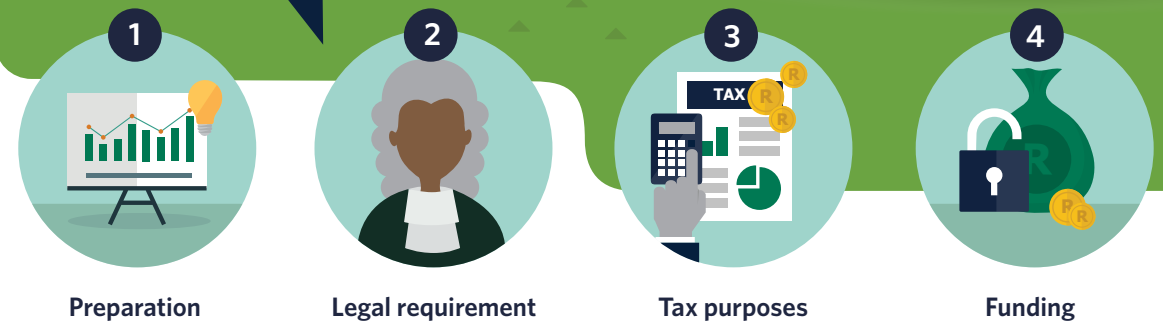 1
2
3
4
TAX
R
R
R
R
R
R
Preparation
Legal requirement
Tax purposes
Funding